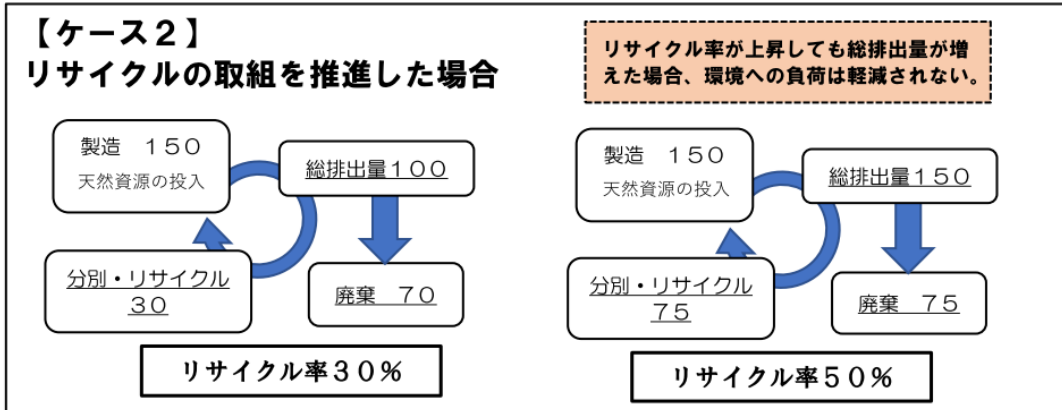 【ケース２】
リサイクルの取組を推進した場合
リサイクル率が上昇しても総排出量が増
えた場合、環境への負荷は軽減されない。
製造　１５０
天然資源の投入
総排出量１００
分別・リサイクル
３０
廃棄　７０
リサイクル率３０％
製造　１５０
天然資源の投入
総排出量１５０
分別・リサイクル
７５
廃棄　７５
リサイクル率５０％